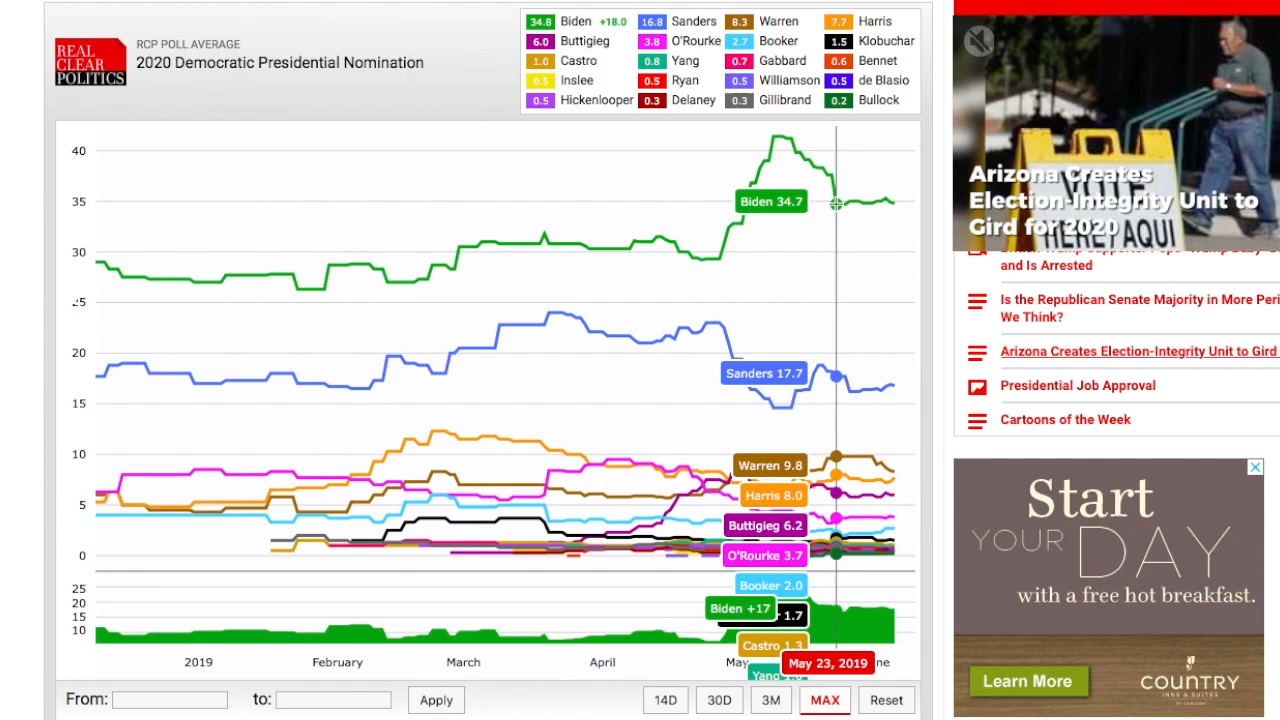 REAL
CLEAR
POLITICS
RCP POLL AVERAGE
2020 Democratic Presidential Nomination
34.8 Biden +18.0 16.8 Sanders 8.3 Warren 7.7 Harris
6.0 Buttigieg 3.8 O'Rourke 2.7 Booker 1.5 Klobuchar
1.0 Castro 0.8 Yang 0.7 Gabbard 0.6 Bennet
0.5 Inslee 0.5 Ryan 0.5 Williamson 0.5 de Blasio
0.5 Hickenlooper 0.3 Delaney 0.3 Gillibrand 0.2 Bullock
40
35
30
20
15
10
5
0
25
20
15
10
Biden 34.7
Sanders 17.7
Warren 9.8
Harris 8.0
Buttigieg 6.2
O'Rourke 3.7
Booker 2.0
Biden +17
1.7
Castro 1.3
Yang
2019 February March April May
May 23, 2019
From: to: Apply 14D 30D 3M MAX Reset
Arizona Creates
Election-Integrity Unit to
Gird for 2020
VOTE
HERE/AQUI
and Is Arrested
Is the Republican Senate Majority in More
We Think?
Arizona Creates Election-Integrity Unit to Gird
Presidential Job Approval
Cartoons of the Week
Start
YOUR DAY
with a free hot breakfast.
Learn More
COUNTRY
INNS & SUITES